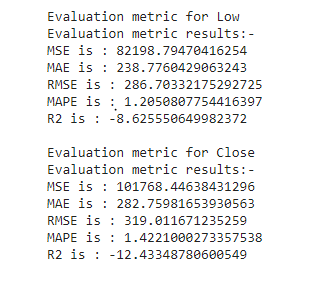 Evaluation metric for Low
Evaluation metric results:-
MSE is : 82198.79470416254
MAE is : 238.7760429063243
RMSE is : 286.70332175292725
MAPE is : 1.2050807754416397
R2 is : -8.625550649982372
Evaluation metric for Close
Evaluation metric results:-
MSE is : 101768.44638431296
MAE is : 282.75981653930563
RMSE is : 319.011671235259
MAPE is : 1.4221000273357538
R2 is : -12.43348780600549